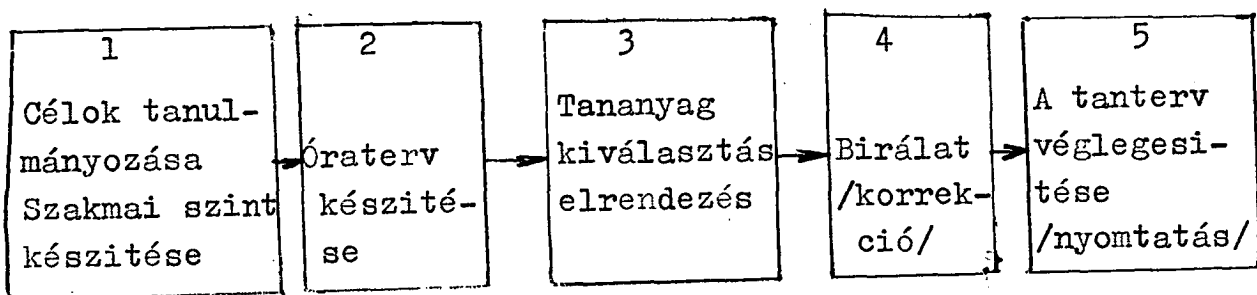 1
Célok tanul-
mányozása
Szakmai szint
készitése
2
Óraterv
készité-
se
3
Tananyag
kiválasztás
elrendezés
4
Birálat
/korrek-
ció/
5
A tanterv
véglegesi-
tése
/nyomtatás/